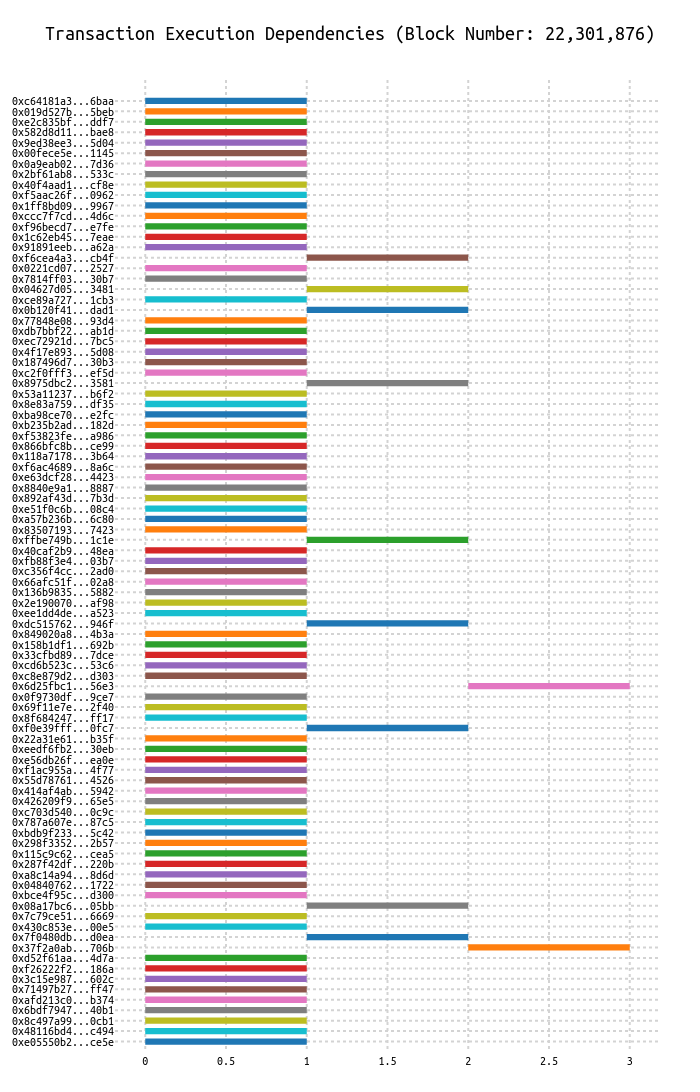 Transaction Execution Dependencies (Block Number: 22,301,876)
0xc64181a3...6baa
0x019d527b...5beb
0xe2c835bf...ddf7
0x582d8d11...bae8
0x9ed38ee3...5d04
0x00fece5e...1145
0x0a9eab02...7d36
0x2bf61ab8...533c
0x40f4aad1...cf8e
0xf5aac26f...0962
0x1ff8bd09...9967
0xccc7f7cd...4d6c
0xf96becd7...e7fe
0x1c62eb45...7eae
0x91891eeb...a62a
0xf6cea4a3...cb4f
0x0221cd07...2527
0x7814ff03...30b7
0x04627d05...3481
0xce89a727...1cb3
0x0b120f41...dad1
0x77848e08...93d4
0xdb7bbf22...ab1d
0xec72921d...7bc5
0x4f17e893...5d08
0x187496d7...30b3
0xc2f0fff3...ef5d
0x8975dbc2...3581
0x53a11237...b6f2
0x8e83a759...df35
0xba98ce70...e2fc
0xb235b2ad...182d
0xf53823fe...a986
0x866bfc8b...ce99
0x118a7178...3b64
0xf6ac4689...8a6c
0xe63dcf28...4423
0x8840e9a1...8887
0x892af43d...7b3d
0xe51f0c6b...08c4
0xa57b236b...6c80
0x83507193...7423
0xffbe749b...1c1e
0x40caf2b9...48ea
0xfb88f3e4...03b7
0xc356f4cc...2ad0
0x66afc51f...02a8
0x136b9835...5882
0x2e190070...af98
0xee1dd4de...a523
0xdc515762...946f
0x849020a8...4b3a
0x158b1df1...692b
0x33cfbd89...7dce
0xcd6b523c...53c6
0xc8e879d2...d303
0x6d25fbc1...56e3
0x0f9730df...9ce7
0x69f11e7e...2f40
0x8f684247...ff17
0xf0e39fff...0fc7
0x22a31e61...b35f
0xeedf6fb2...30eb
0xe56db26f...ea0e
0xf1ac955a...4f77
0x55d78761...4526
0x414af4ab...5942
0x426209f9...65e5
0xc703d540...0c9c
0x787a607e...87c5
0xbdb9f233...5c42
0x298f3352...2b57
0x115c9c62...cea5
0x287f42df...220b
0xa8c14a94...8d6d
0x04840762...1722
0xbce4f95c...d300
0x08a17bc6...05bb
0x7c79ce51...6669
0x430c853e...00e5
0x7f0480db...d0ea
0x37f2a0ab...706b
0xd52f61aa...4d7a
0xf26222f2...186a
0x3c15e987...602c
0x71497b27...ff47
0xafd213c0...b374
0x6bdf7947...40b1
0x8c497a99...0cb1
0x48116bd4...c494
0xe05550b2...ce5e
0 0.5 1 1.5 2 2.5 3